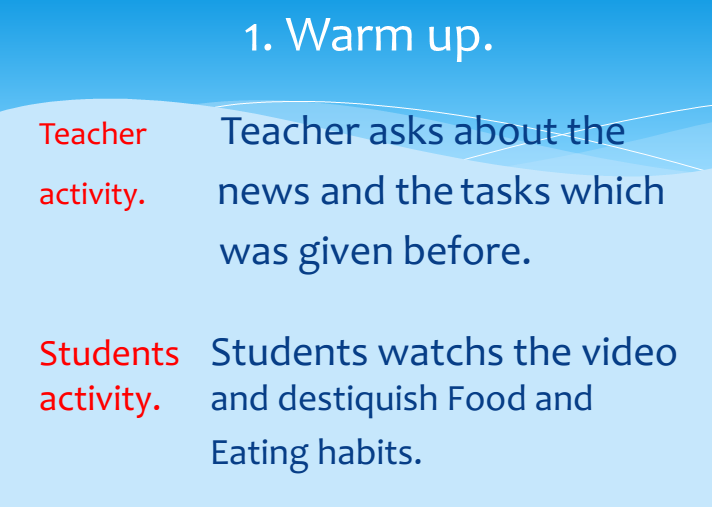 1. Warm up.
Teacher Teacher asks about the
activity. news and the tasks which
was given before.
Students Students watchs the video
activity. and destiquish Food and
Eating habits.